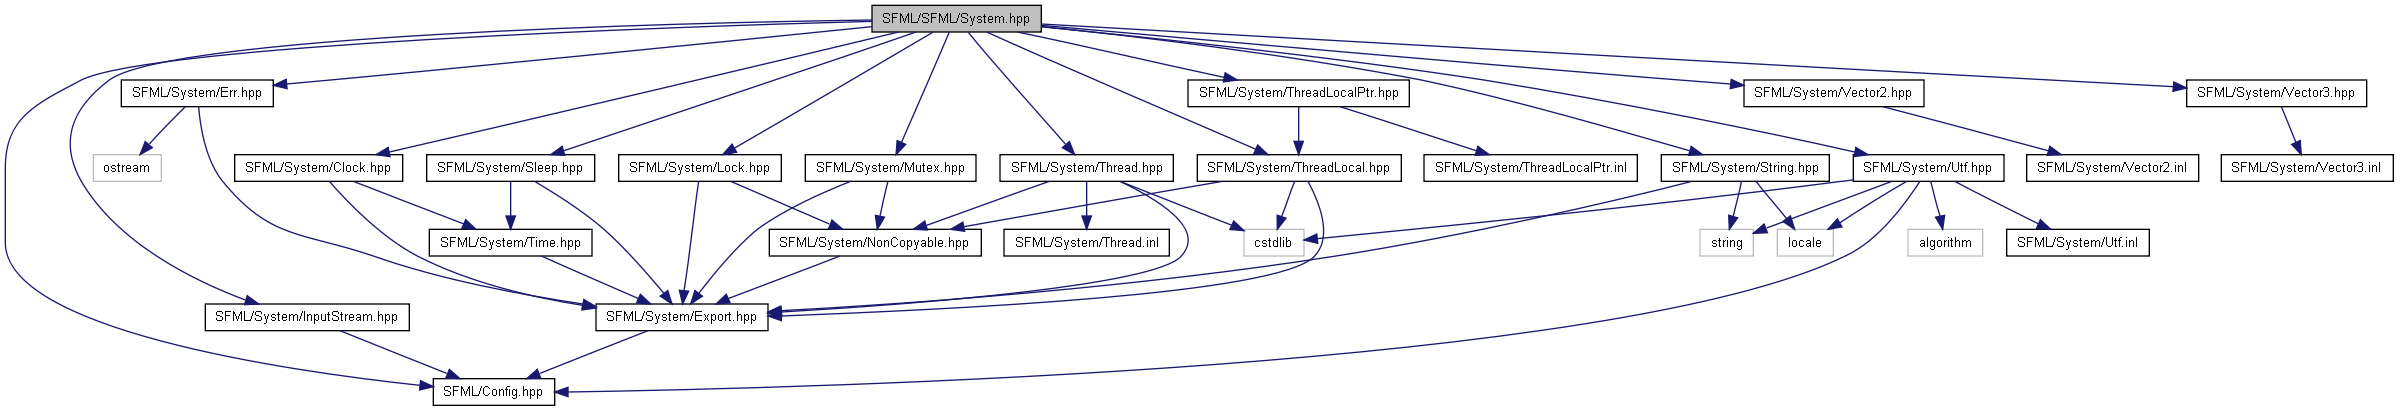 SFML/SFML/System.hpp
SFML/System/Err.hpp
SFML/System/ThreadLocalPtr.hpp
SFML/System/Vector2.hpp
SFML/System/Vector3.hpp
ostream
SFML/System/Clock.hpp
SFML/System/Sleep.hpp
SFML/System/Lock.hpp
SFML/System/Mutex.hpp
SFML/System/Thread.hpp
SFML/System/ThreadLocal.hpp
SFML/System/ThreadLocalPtr.inl
SFML/System/String.hpp
SFML/System/Utf.hpp
SFML/System/Vector2.inl
SFML/System/Vector3.inl
SFML/System/Time.hpp
SFML/System/NonCopyable.hpp
SFML/System/Thread.inl
cstdlib
string
locale
algorithm
SFML/System/Utf.inl
SFML/System/InputStream.hpp
SFML/System/Export.hpp
SFML/Config.hpp